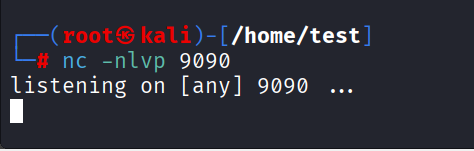 ┌──(root㉿kali)-[/home/test]
└─# nc -nlvp 9090
listening on [any] 9090 ...